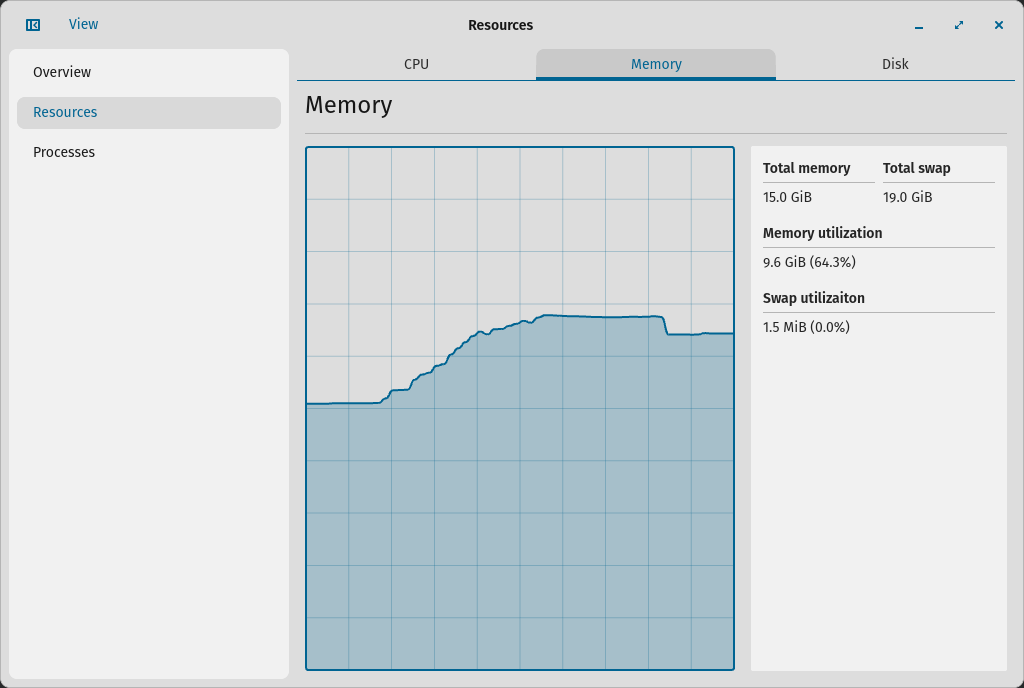 View
Resources
Overview
Resources
Processes
CPU
Memory
Disk
Memory
Total memory
Total swap
15.0 GiB
19.0 GiB
Memory utilization
9.6 GiB (64.3%)
Swap utilizaiton
1.5 MiB (0.0%)